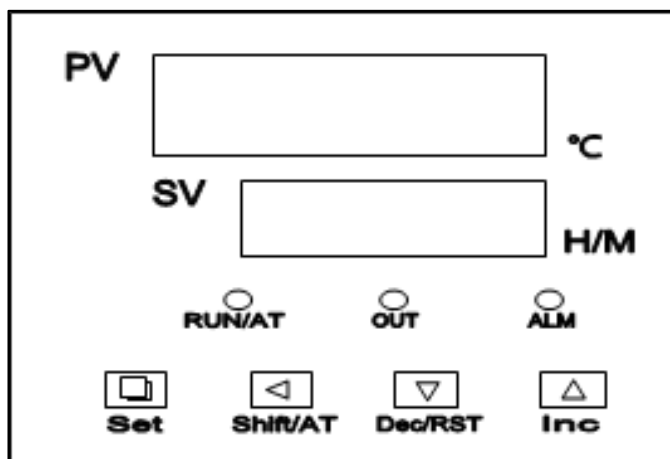 PV
°C
SV
H/M
RUN/AT OUT ALM
Set Shift/AT Dec/RST Inc